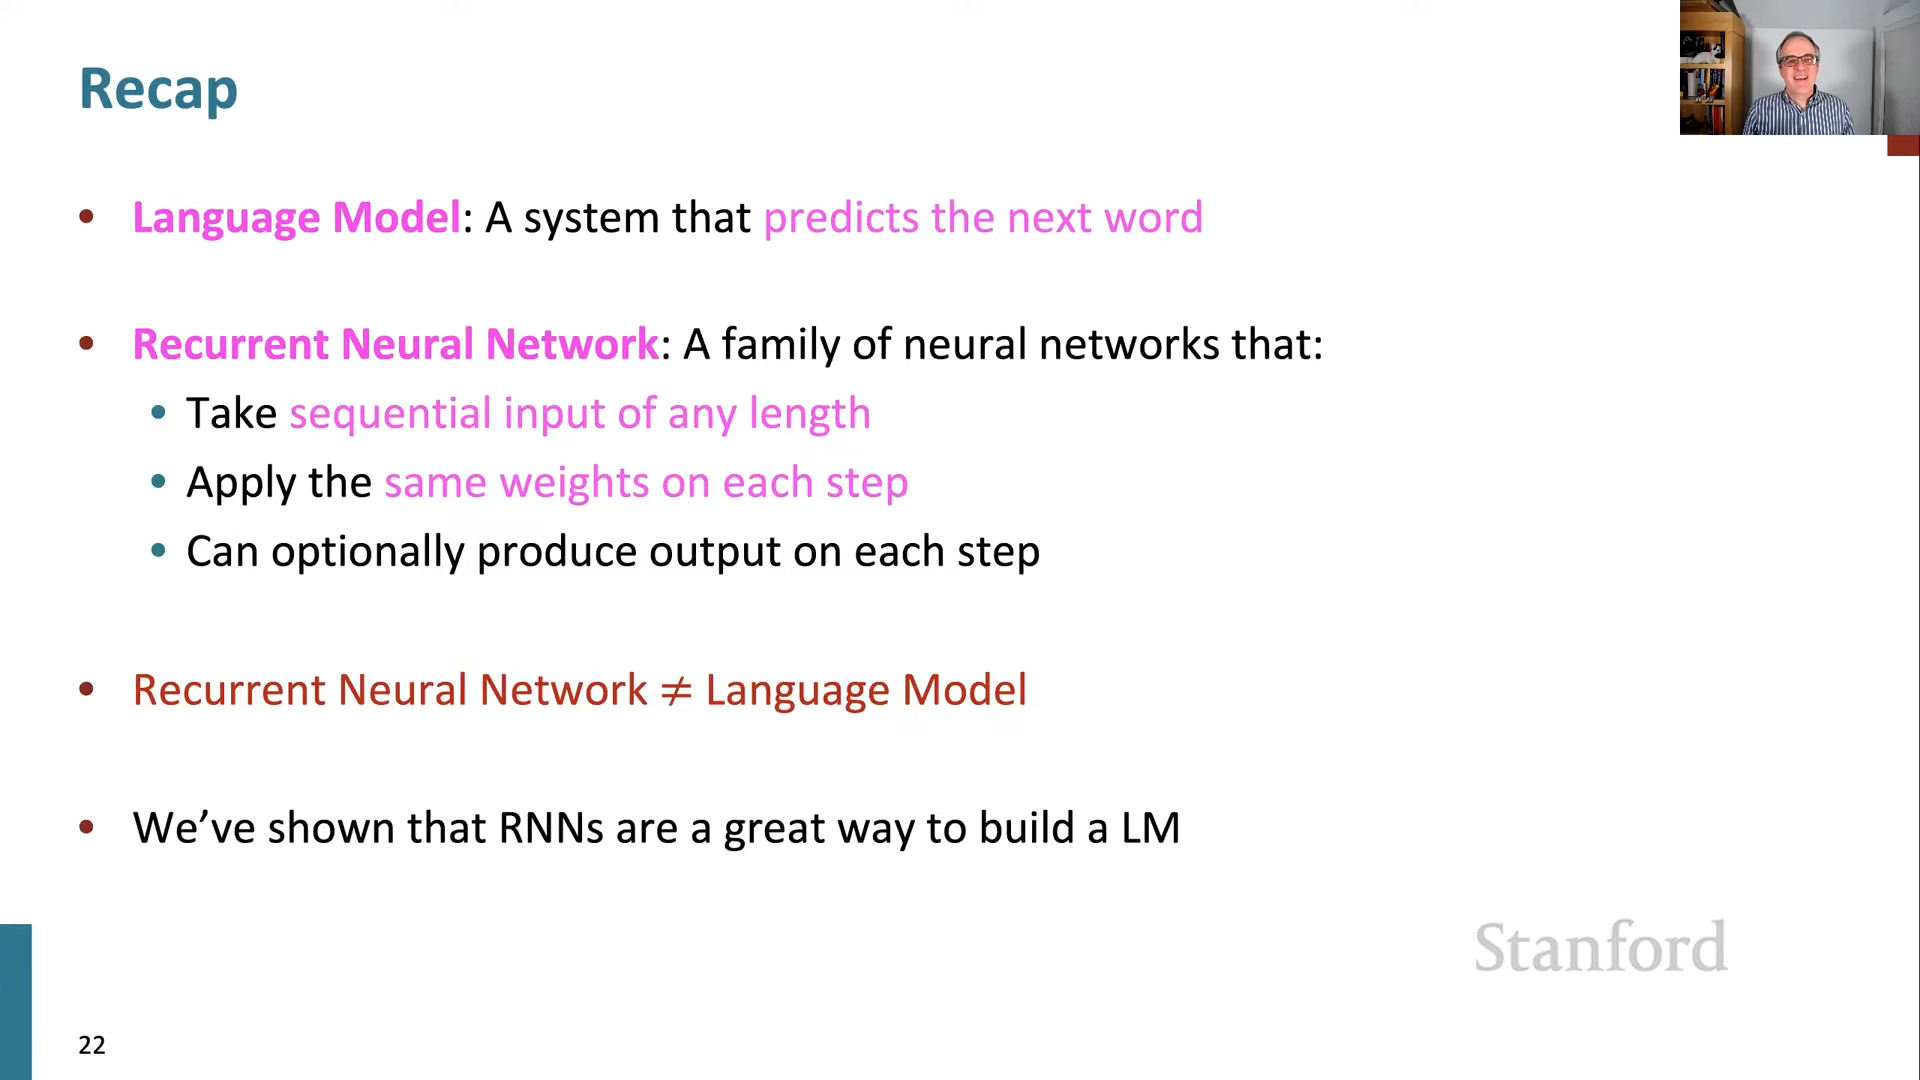 Recap
• Language Model: A system that predicts the next word
• Recurrent Neural Network: A family of neural networks that:
• Take sequential input of any length
• Apply the same weights on each step
• Can optionally produce output on each step
• Recurrent Neural Network ≠ Language Model
• We’ve shown that RNNs are a great way to build a LM
Stanford
22